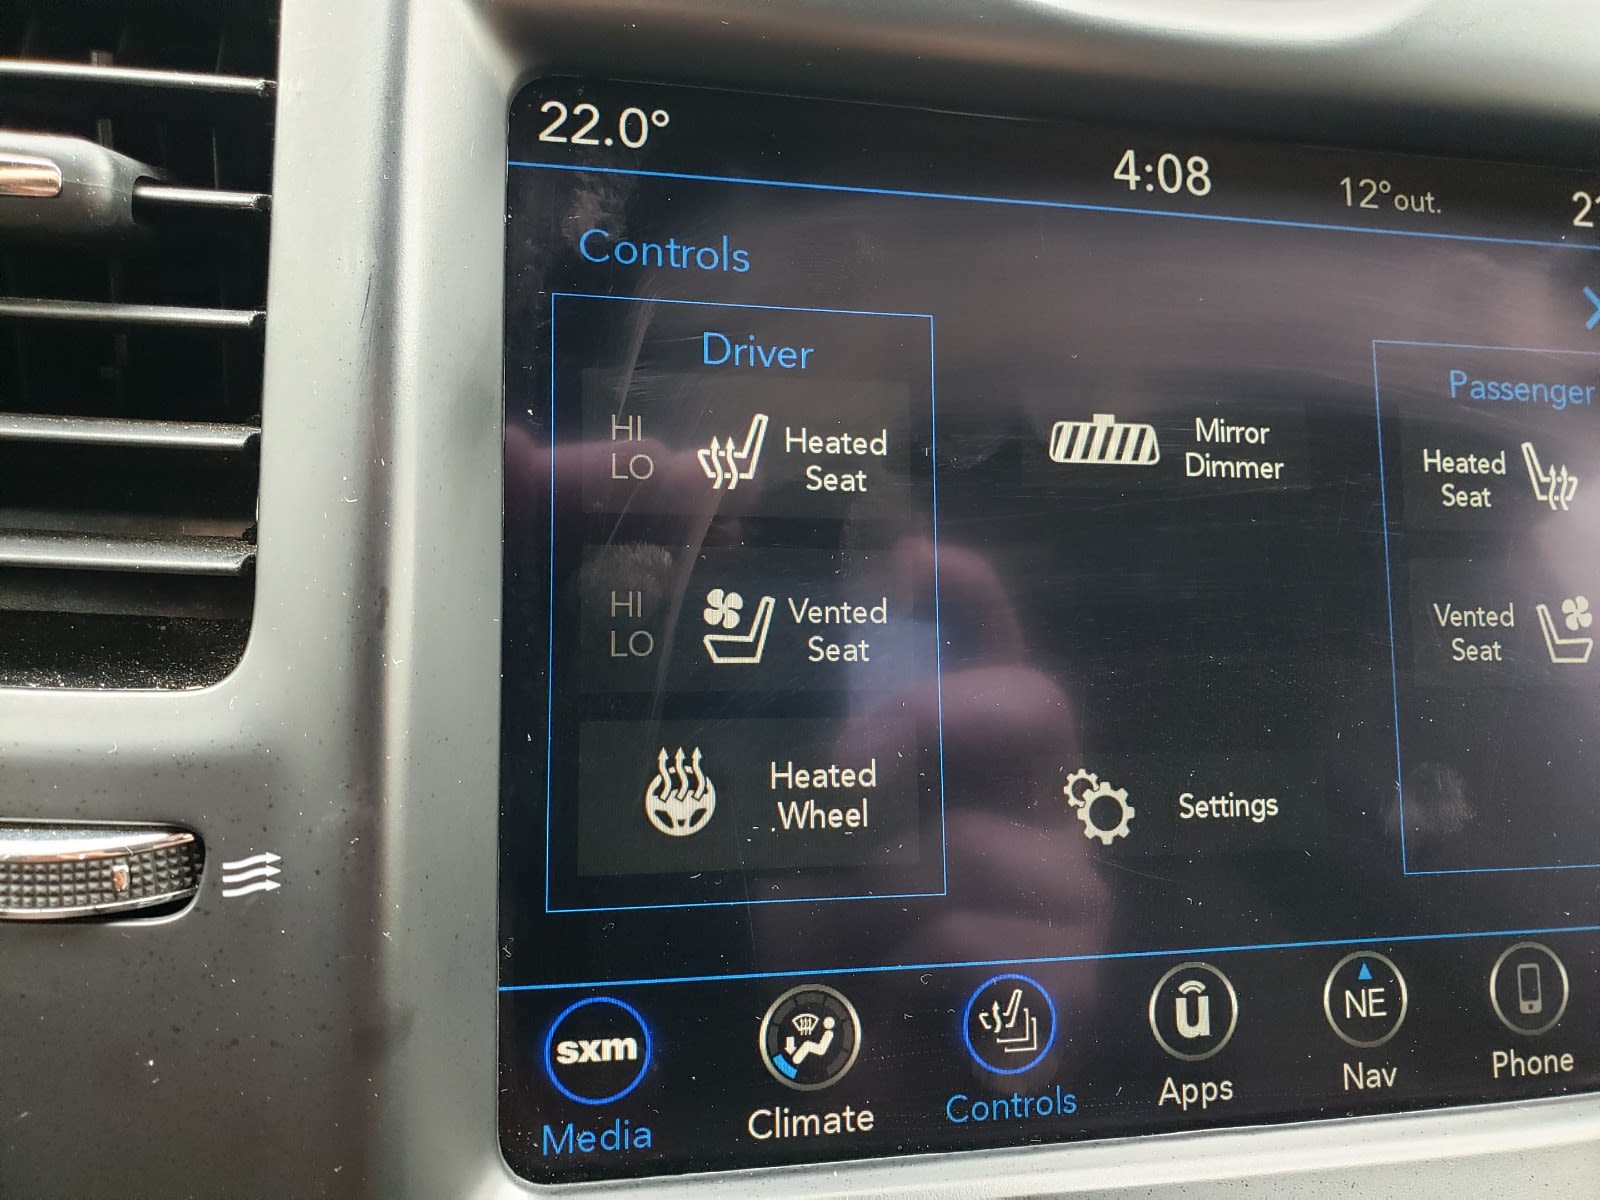 22.0°
4:08
12°out.
Controls
Driver
HI
LO
Heated
Seat
Mirror
Dimmer
Passenger
Heated
Seat
HI
LO
Vented
Seat
Vented
Seat
Heated
Wheel
Settings
sxm
Media
Climate
Controls
u
Apps
NE
Nav
Phone